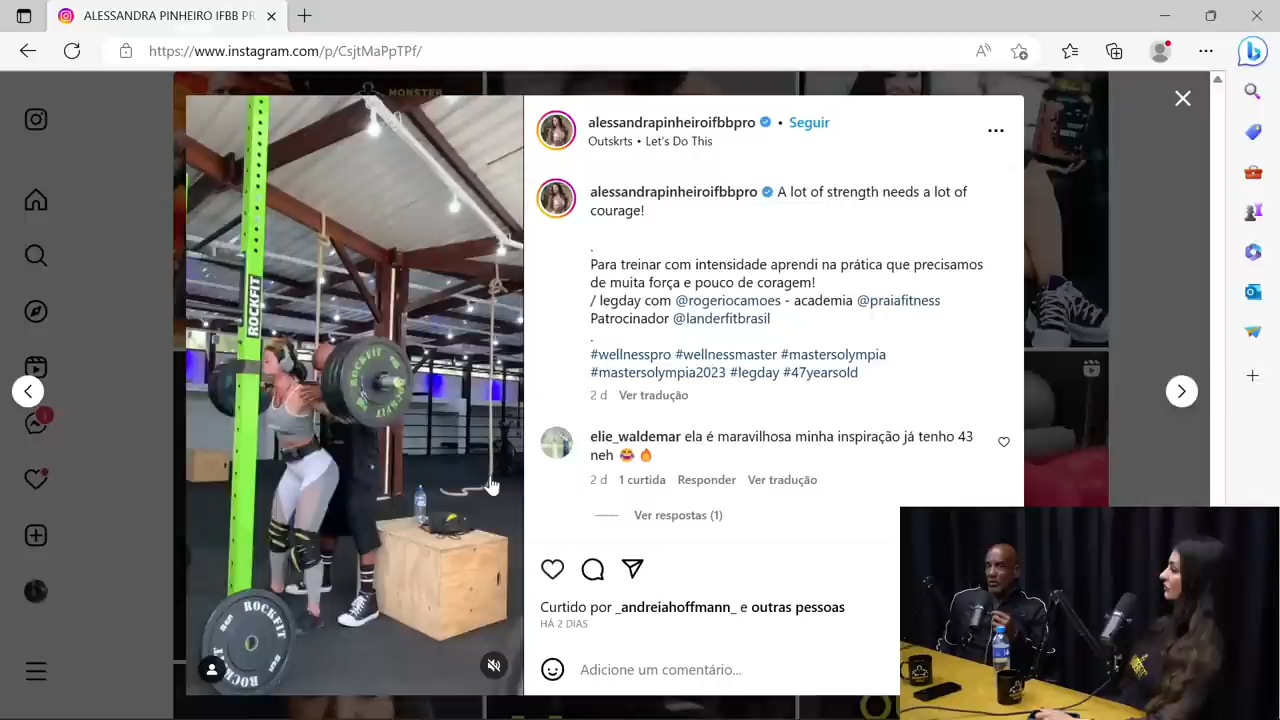 ALESSANDRA PINHEIRO IFBB PR
https://www.instagram.com/p/CsjtMaPpTPf/
MONSTER
alessandrapinheiroifbbpro • Seguir
Outskrts • Let's Do This
alessandrapinheiroifbbpro A lot of strength needs a lot of
courage!
.
Para treinar com intensidade aprendi na prática que precisamos
de muita força e pouco de coragem!
/ legday com @rogeriocamoes - academia @praiafitness
Patrocinador @landerfitbrasil
.
#wellnesspro #wellnessmaster #mastersolympia
#mastersolympia2023 #legday #47yearsold
2 d Ver tradução
elie_waldemar ela é maravilhosa minha inspiração já tenho 43
neh 😂 🔥
2 d 1 curtida Responder Ver tradução
Ver respostas (1)
Curtido por _andreiahoffmann_ e outras pessoas
HÁ 2 DIAS
Adicione um comentário...
ROCKFIT
ROCKFIT
ROCKFIT
ROCKFIT
1